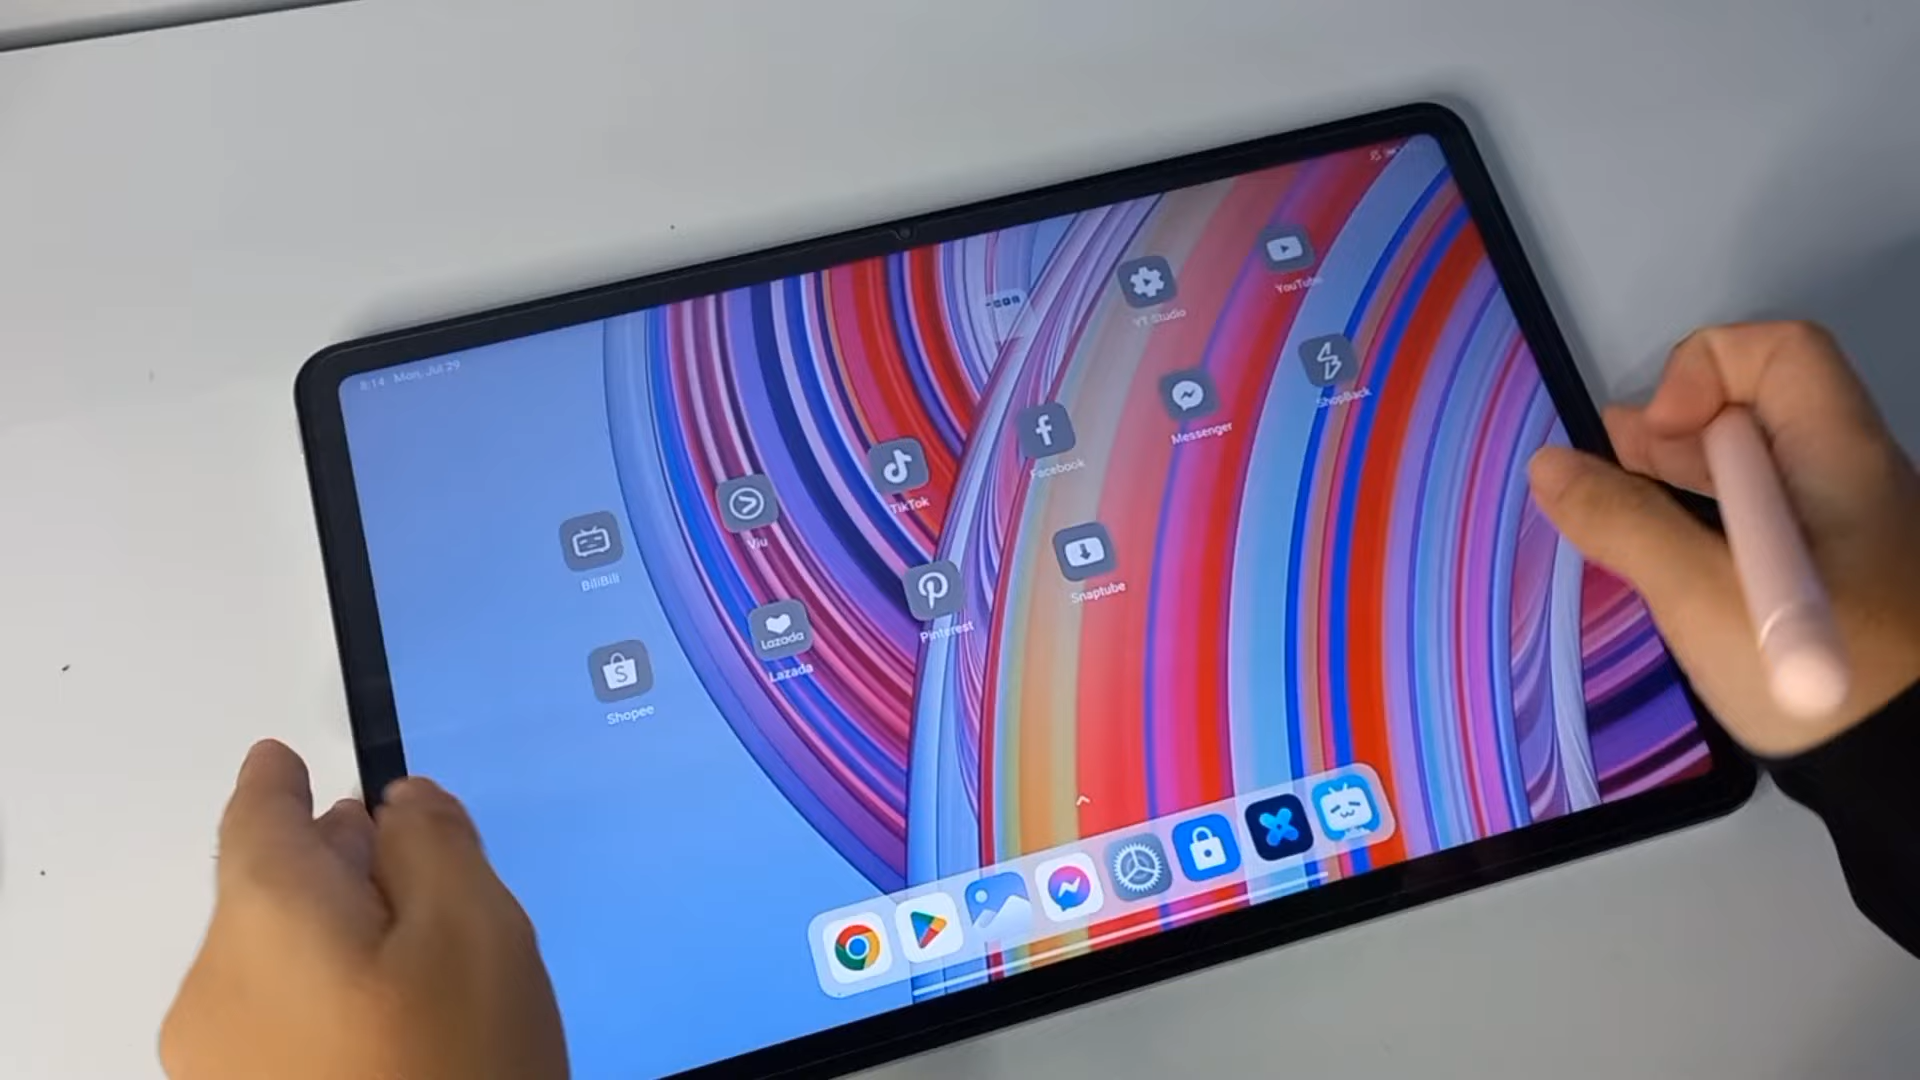 8:14 Mon, Jul 29
YT Studio
YouTube
BiliBili
Viu
TikTok
Facebook
Messenger
ShopBack
Shopee
Lazada
Lazada
Pinterest
Snaptube